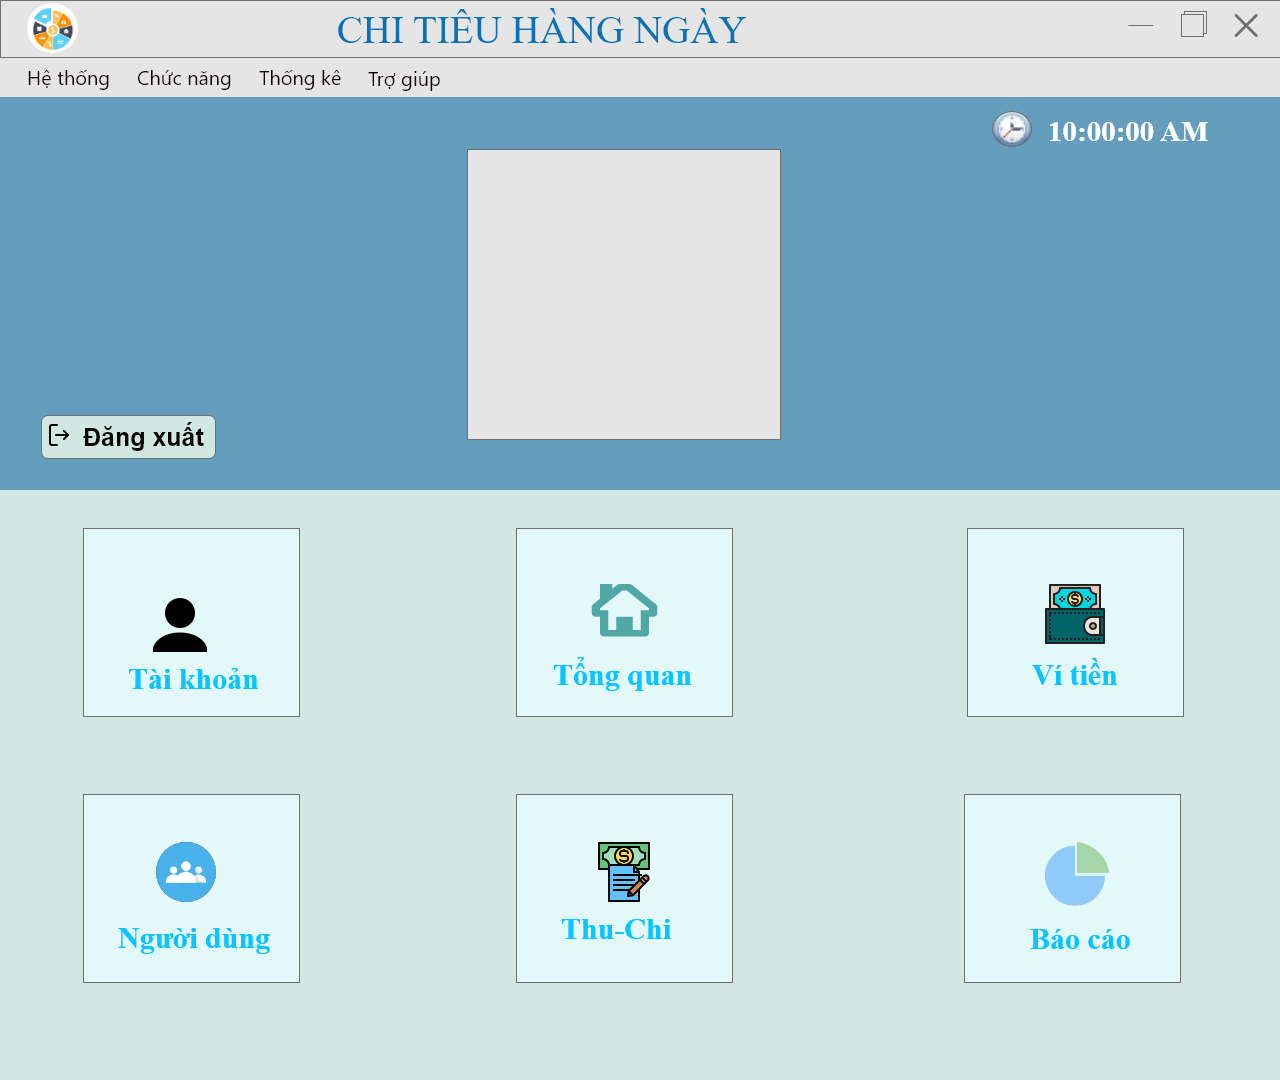 CHI TIÊU HÀNG NGÀY
Hệ thống Chức năng Thống kê Trợ giúp
10:00:00 AM
Đăng xuất
Tài khoản
Tổng quan
Ví tiền
Người dùng
Thu-Chi
Báo cáo